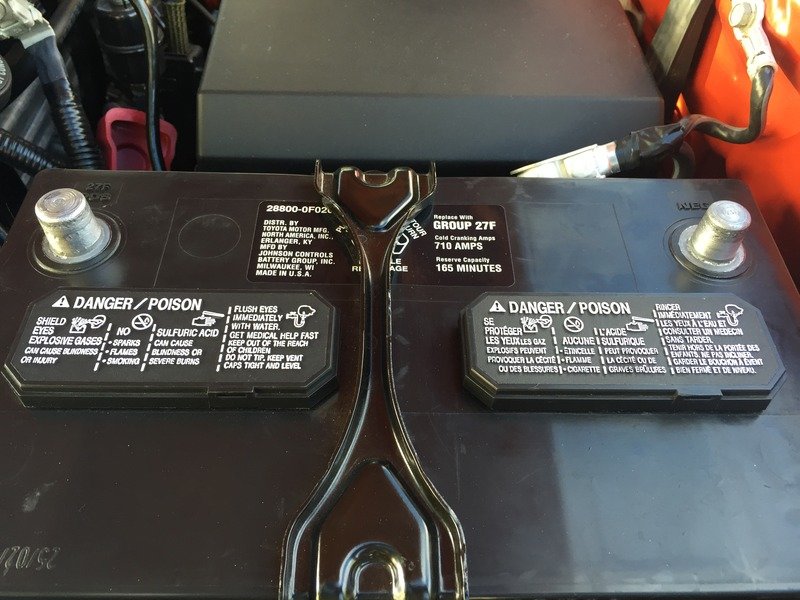 27F
28800-0F020
DISTR. BY
TOYOTA MOTOR MFG.
NORTH AMERICA, INC.,
ERLANGER, KY
MFD BY
JOHNSON CONTROLS
BATTERY GROUP, INC.
MILWAUKEE, WI
MADE IN U.S.A.
Replace With
GROUP 27F
Cold Cranking Amps
710 AMPS
Reserve Capacity
165 MINUTES
NEG
DANGER/POISON
SHIELD
EYES
EXPLOSIVE GASES
CAN CAUSE BLINDNESS
OR INJURY
NO
• SPARKS
• FLAMES
• SMOKING
SULFURIC ACID
CAN CAUSE
BLINDNESS OR
SEVERE BURNS
FLUSH EYES
IMMEDIATELY
WITH WATER.
GET MEDICAL HELP FAST
KEEP OUT OF THE REACH
OF CHILDREN
DO NOT TIP. KEEP VENT
CAPS TIGHT AND LEVEL
DANGER/POISON
SE
PROTÉGER
LES YEUX LES GAZ
EXPLOSIFS PEUVENT
PROVOQUER LA CÉCITÉ
OU DES BLESSURES
AUCUNE
• ÉTINCELLE
• FLAMME
• CIGARETTE
L'ACIDE
SULFURIQUE
PEUT PROVOQUER
LA CÉCITÉ OU DE
GRAVES BRÛLURES
RINCER
IMMÉDIATEMENT
LES YEUX À L'EAU ET
CONSULTER UN MÉDECIN
SANS TARDER.
TENIR HORS DE LA PORTÉE DES
ENFANTS. NE PAS INCLINER.
GARDER LE BOUCHON À ÉVENT
BIEN FERMÉ ET DE NIVEAU.